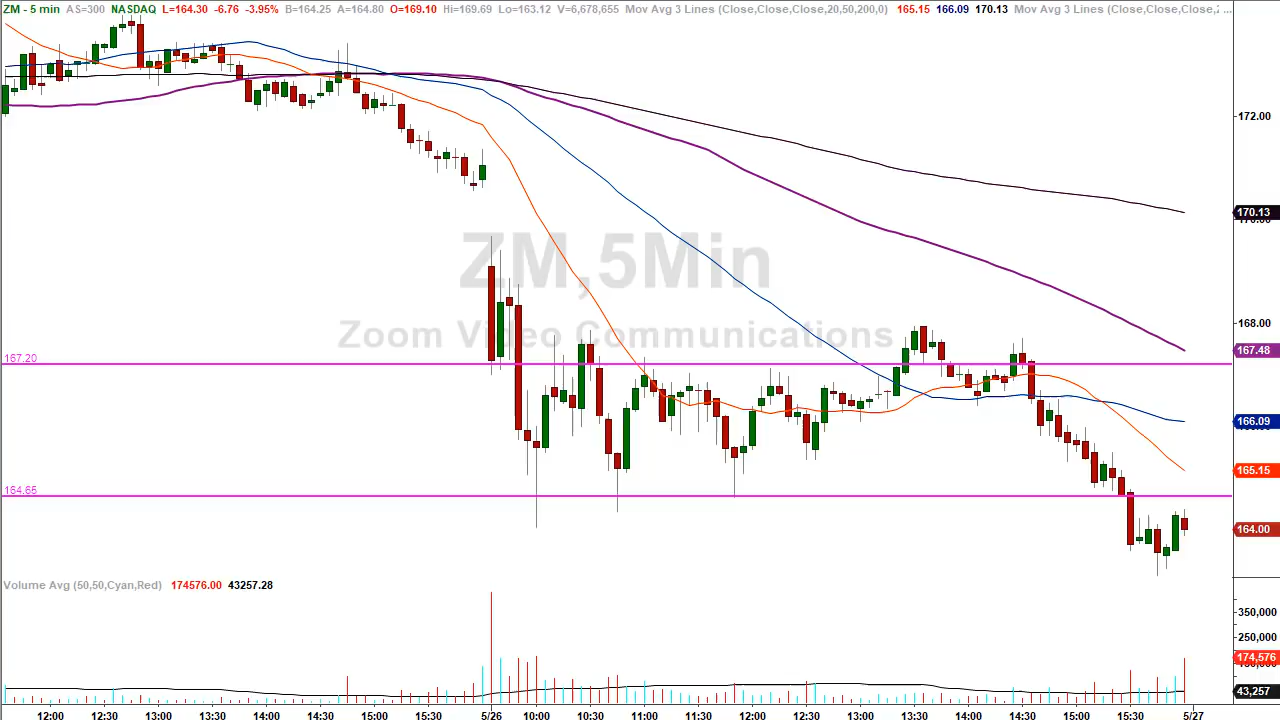 ZM - 5 min AS=300 NASDAQ L=164.30 -6.76 -3.95% B=164.25 A=164.80 O=169.10 Hi=169.69 Lo=163.12 V=6,678,655 Mov Avg 3 Lines (Close,Close,Close,20,50,200,0) 165.15 166.09 170.13 Mov Avg 3 Lines (Close,Close,Close,2 ...
172.00
170.13
ZM,5Min
Zoom Video Communications
168.00
167.48
167.20
166.09
165.15
164.65
164.00
Volume Avg (50,50,Cyan,Red) 174576.00 43257.28
350,000
250,000
174,576
43,257
12:00 12:30 13:00 13:30 14:00 14:30 15:00 15:30 5/26 10:00 10:30 11:00 11:30 12:00 12:30 13:00 13:30 14:00 14:30 15:00 15:30 5/27